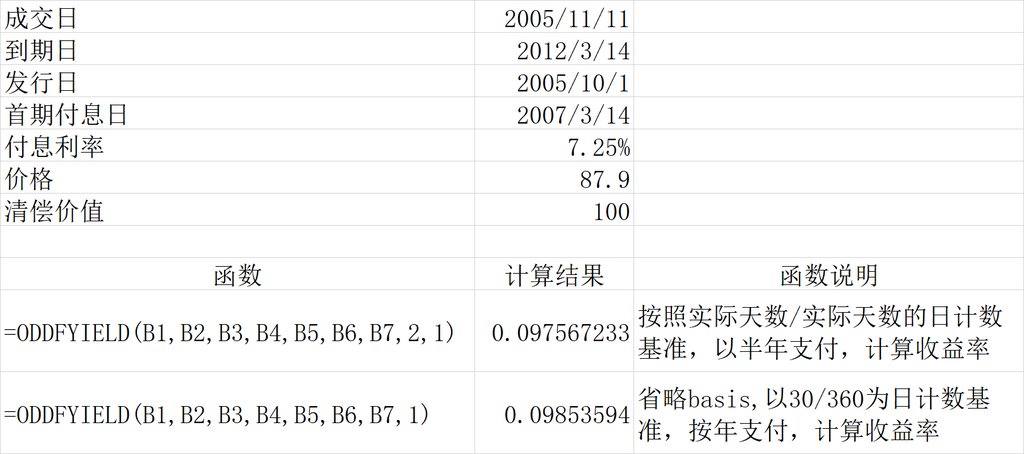 成交日 2005/11/11
到期日 2012/3/14
发行日 2005/10/1
首期付息日 2007/3/14
付息利率 7.25%
价格 87.9
清偿价值 100
函数 计算结果 函数说明
=ODDFYIELD(B1,B2,B3,B4,B5,B6,B7,2,1) 0.097567233 按照实际天数/实际天数的日计数
基准，以半年支付，计算收益率
=ODDFYIELD(B1,B2,B3,B4,B5,B6,B7,1) 0.09853594 省略basis,以30/360为日计数基
准，按年支付，计算收益率